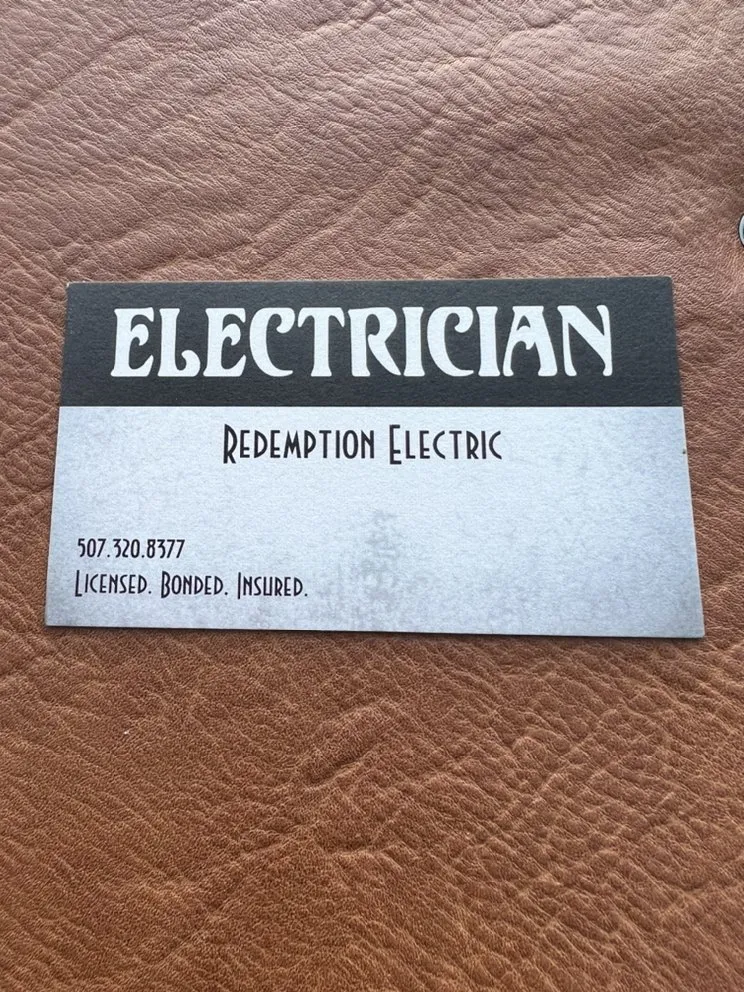 ELECTRICIAN
REDEMPTION ELECTRIC
507.320.8377
LICENSED. BONDED. INSURED.